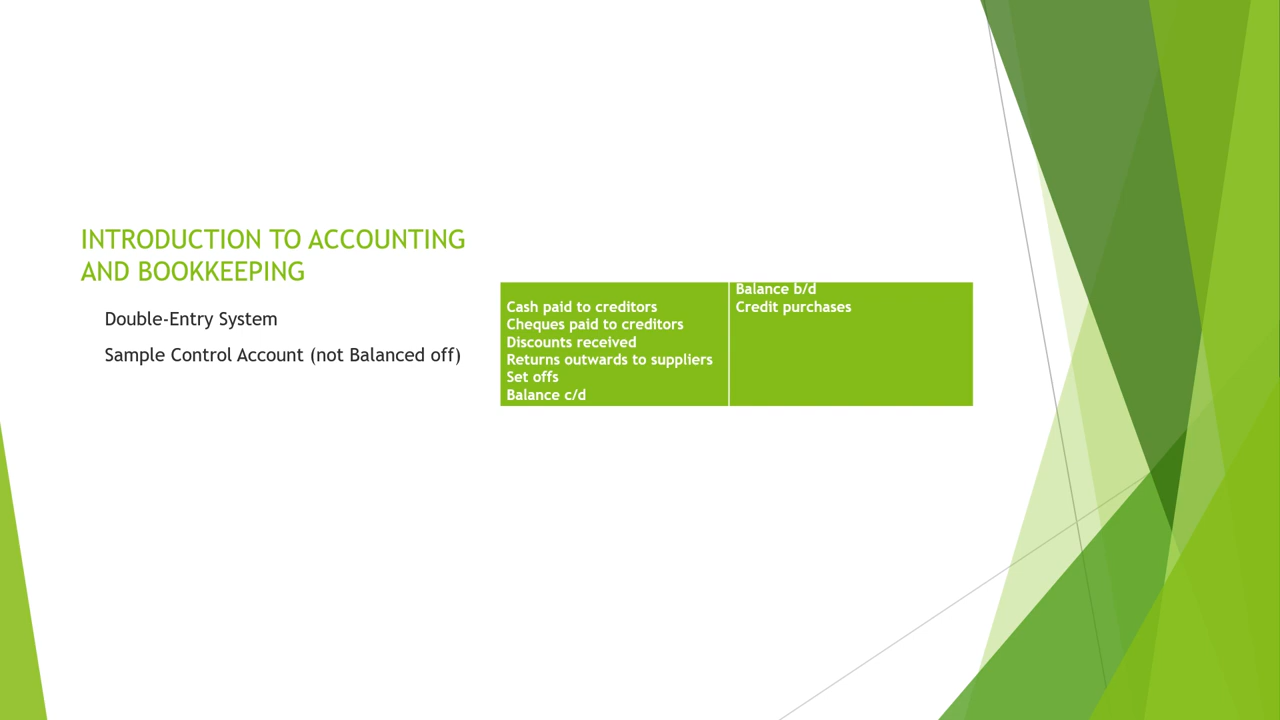 INTRODUCTION TO ACCOUNTING
AND BOOKKEEPING
Double-Entry System
Sample Control Account (not Balanced off)
Cash paid to creditors
Cheques paid to creditors
Discounts received
Returns outwards to suppliers
Set offs
Balance c/d
Balance b/d
Credit purchases